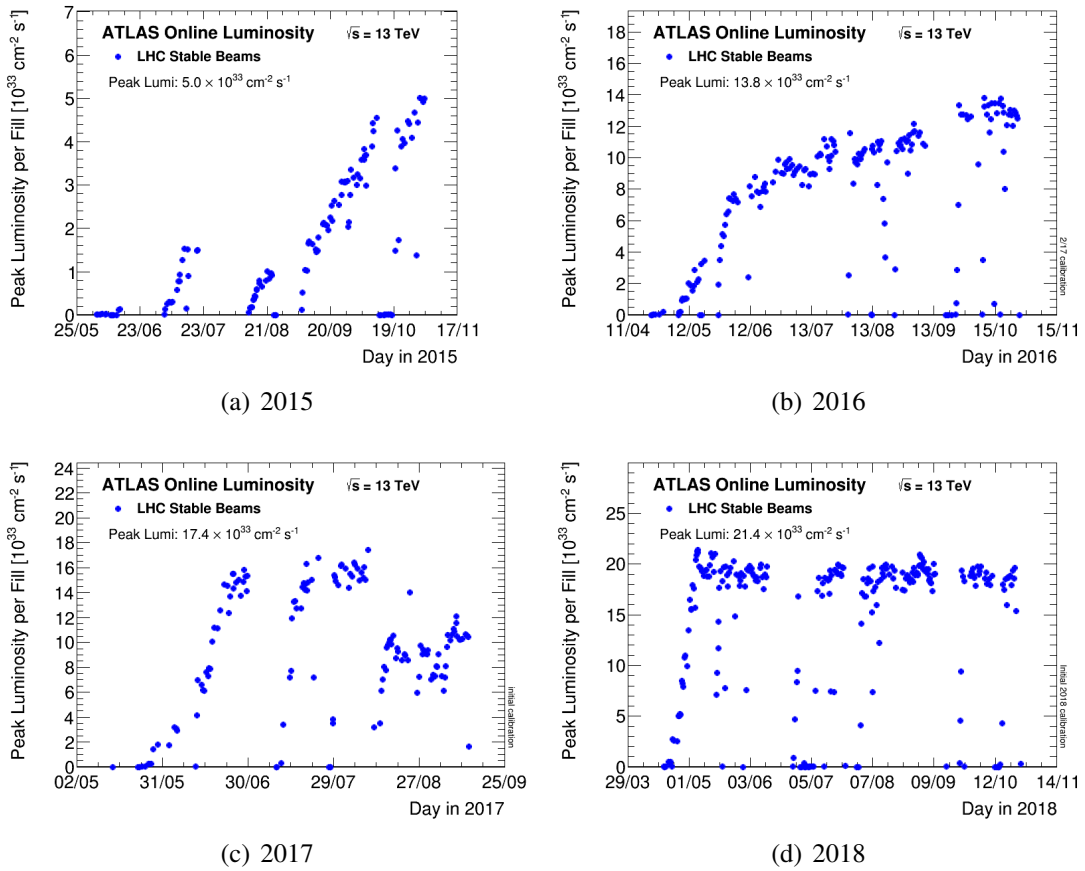 ATLAS Online Luminosity √s = 13 TeV
LHC Stable Beams
Peak Lumi: 5.0 × 10³³ cm⁻² s⁻¹
Peak Luminosity per Fill [10³³ cm⁻² s⁻¹]
7
6
5
4
3
2
1
0
25/05 23/06 23/07 21/08 20/09 19/10 17/11
Day in 2015
(a) 2015
ATLAS Online Luminosity √s = 13 TeV
LHC Stable Beams
Peak Lumi: 13.8 × 10³³ cm⁻² s⁻¹
Peak Luminosity per Fill [10³³ cm⁻² s⁻¹]
18
16
14
12
10
8
6
4
2
0
2/17 calibration
11/04 12/05 12/06 13/07 13/08 13/09 15/10 15/11
Day in 2016
(b) 2016
ATLAS Online Luminosity √s = 13 TeV
LHC Stable Beams
Peak Lumi: 17.4 × 10³³ cm⁻² s⁻¹
Peak Luminosity per Fill [10³³ cm⁻² s⁻¹]
24
22
20
18
16
14
12
10
8
6
4
2
0
initial calibration
02/05 31/05 30/06 29/07 27/08 25/09
Day in 2017
(c) 2017
ATLAS Online Luminosity √s = 13 TeV
LHC Stable Beams
Peak Lumi: 21.4 × 10³³ cm⁻² s⁻¹
Peak Luminosity per Fill [10³³ cm⁻² s⁻¹]
25
20
15
10
5
0
Initial 2018 calibration
29/03 01/05 03/06 05/07 07/08 09/09 12/10 14/11
Day in 2018
(d) 2018